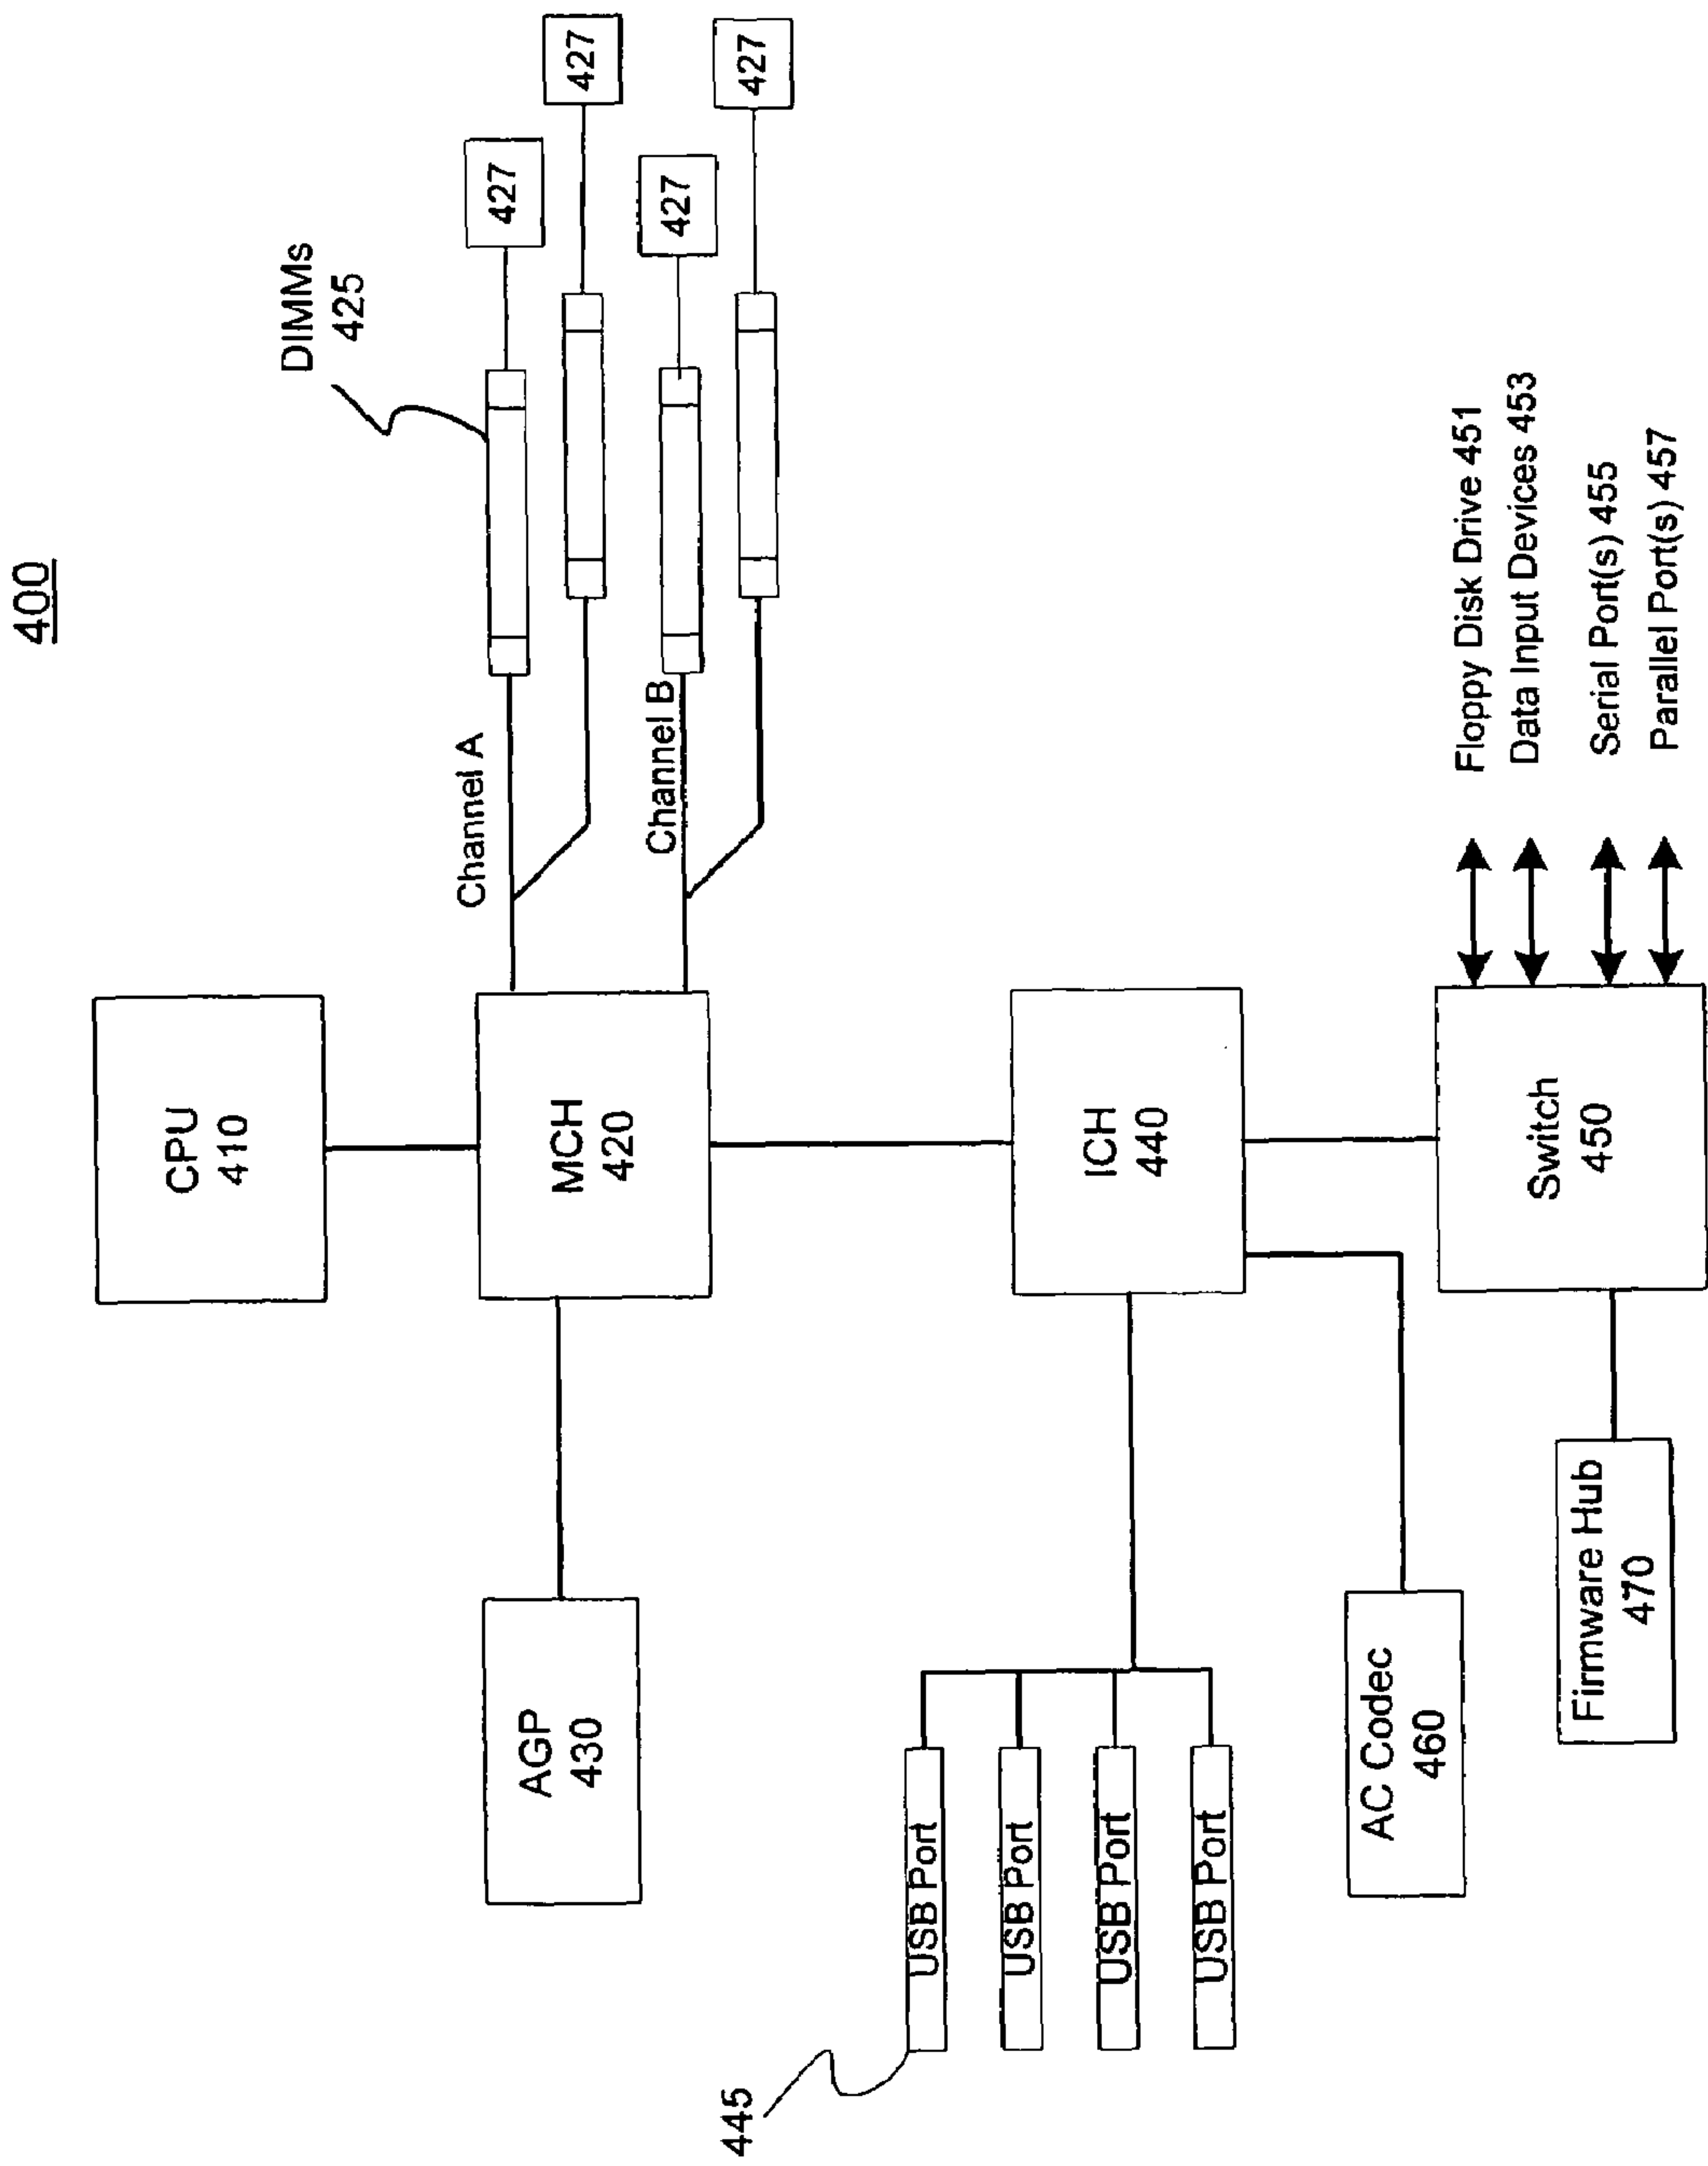 400
CPU
410
DIMMs
425
427
427
427
427
Channel A
Channel B
MCH
420
AGP
430
ICH
440
445
USB Port
USB Port
USB Port
USB Port
Floppy Disk Drive 451
Data Input Devices 453
Serial Port(s) 455
Parallel Port(s) 457
Switch
450
AC Codec
460
Firmware Hub
470